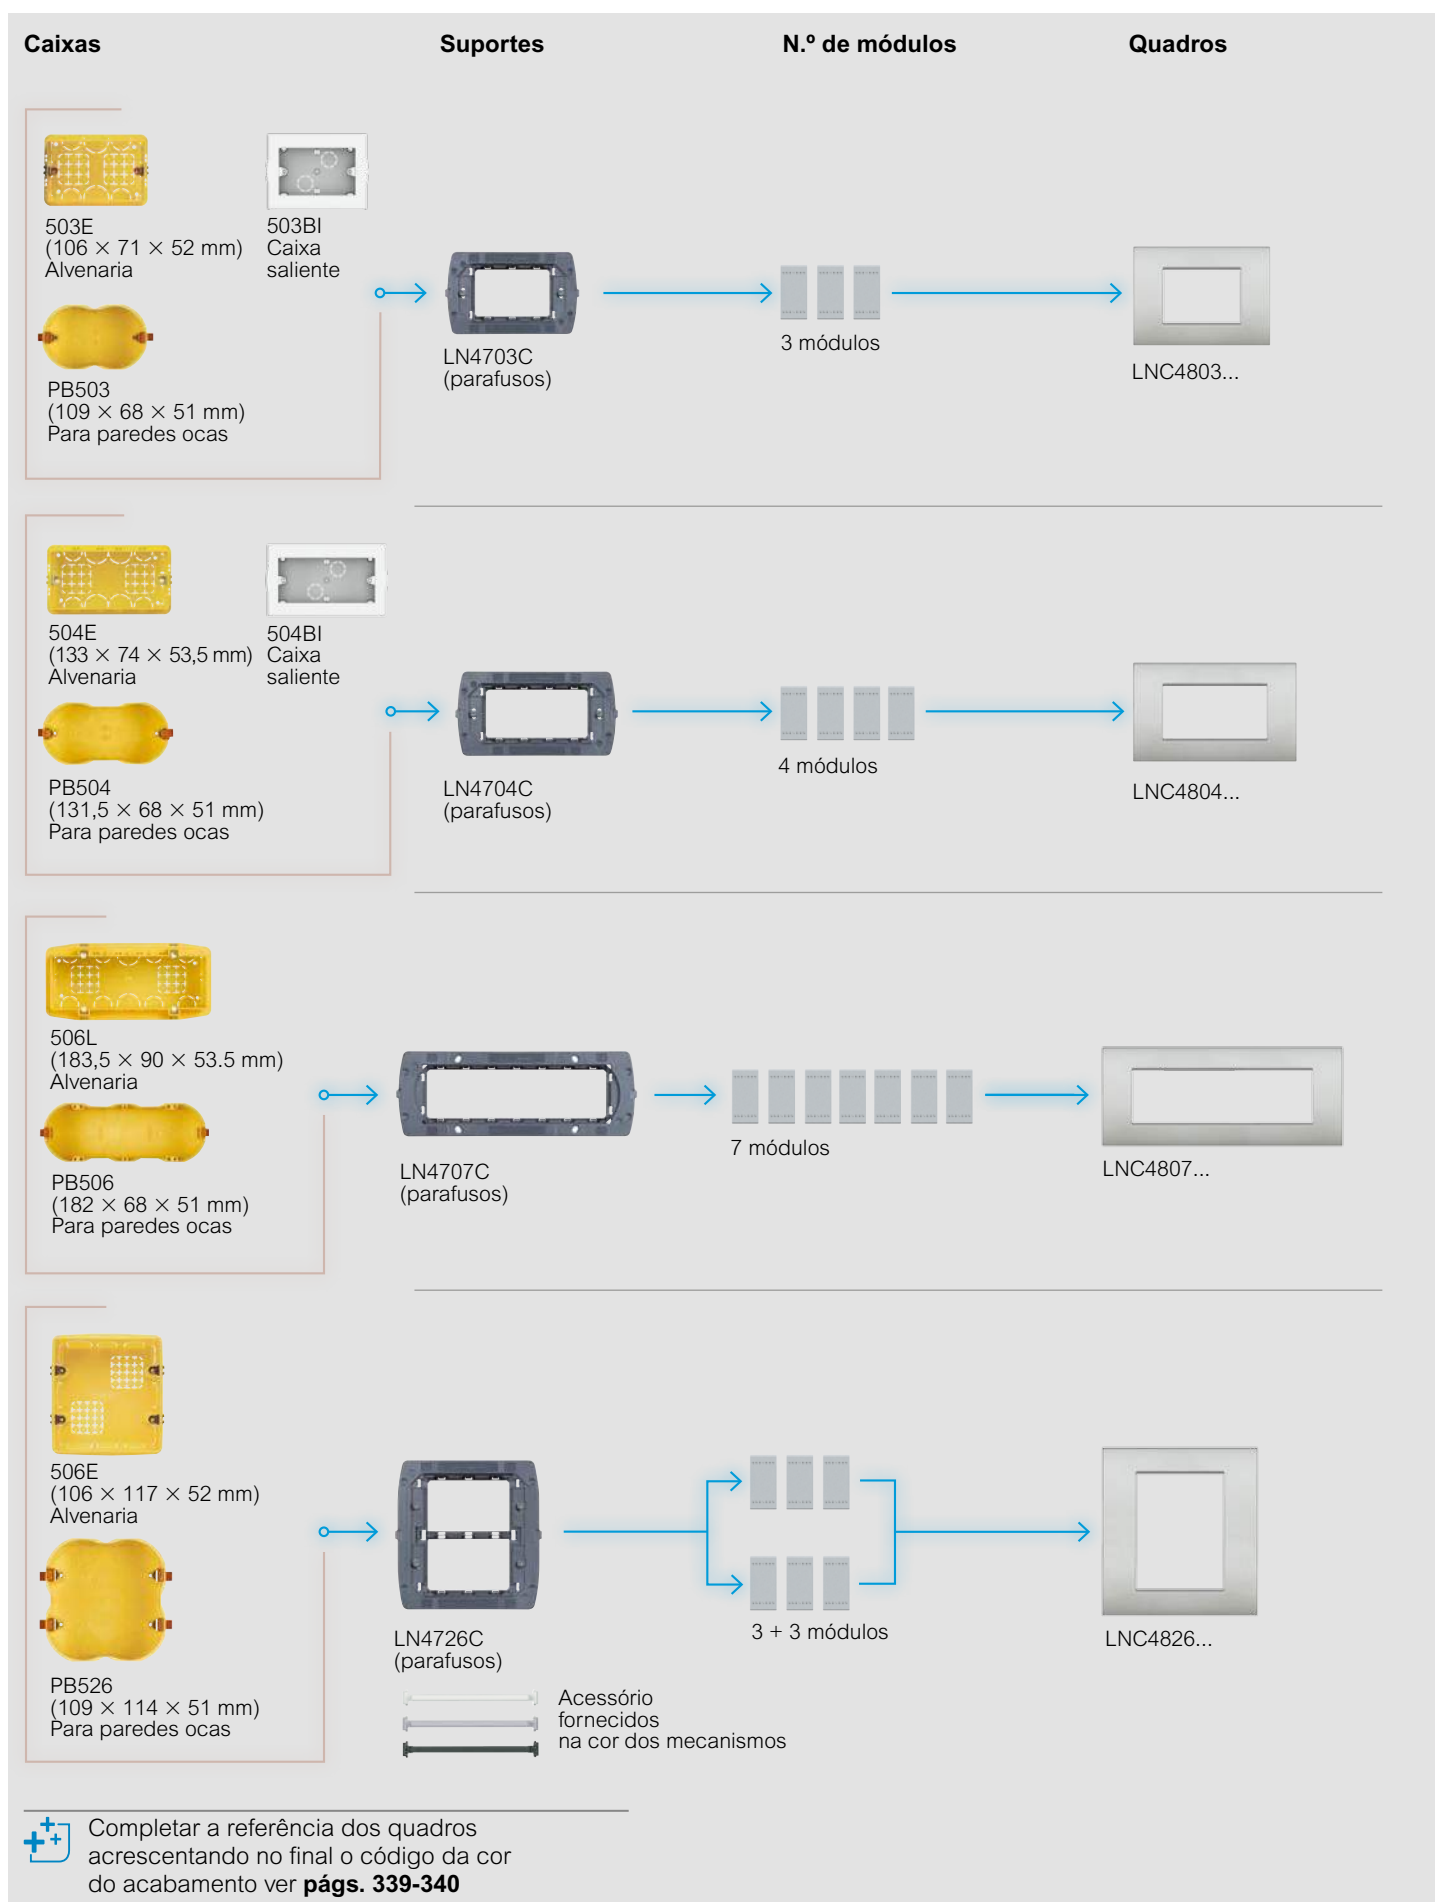 Caixas
Suportes
N.º de módulos
Quadros
503E
(106 × 71 × 52 mm)
Alvenaria
503BI
Caixa
saliente
PB503
(109 × 68 × 51 mm)
Para paredes ocas
LN4703C
(parafusos)
3 módulos
LNC4803...
504E
(133 × 74 × 53,5 mm)
Alvenaria
504BI
Caixa
saliente
PB504
(131,5 × 68 × 51 mm)
Para paredes ocas
LN4704C
(parafusos)
4 módulos
LNC4804...
506L
(183,5 × 90 × 53.5 mm)
Alvenaria
PB506
(182 × 68 × 51 mm)
Para paredes ocas
LN4707C
(parafusos)
7 módulos
LNC4807...
506E
(106 × 117 × 52 mm)
Alvenaria
PB526
(109 × 114 × 51 mm)
Para paredes ocas
LN4726C
(parafusos)
3 + 3 módulos
LNC4826...
Acessório
fornecidos
na cor dos mecanismos
Completar a referência dos quadros
acrescentando no final o código da cor
do acabamento ver págs. 339-340